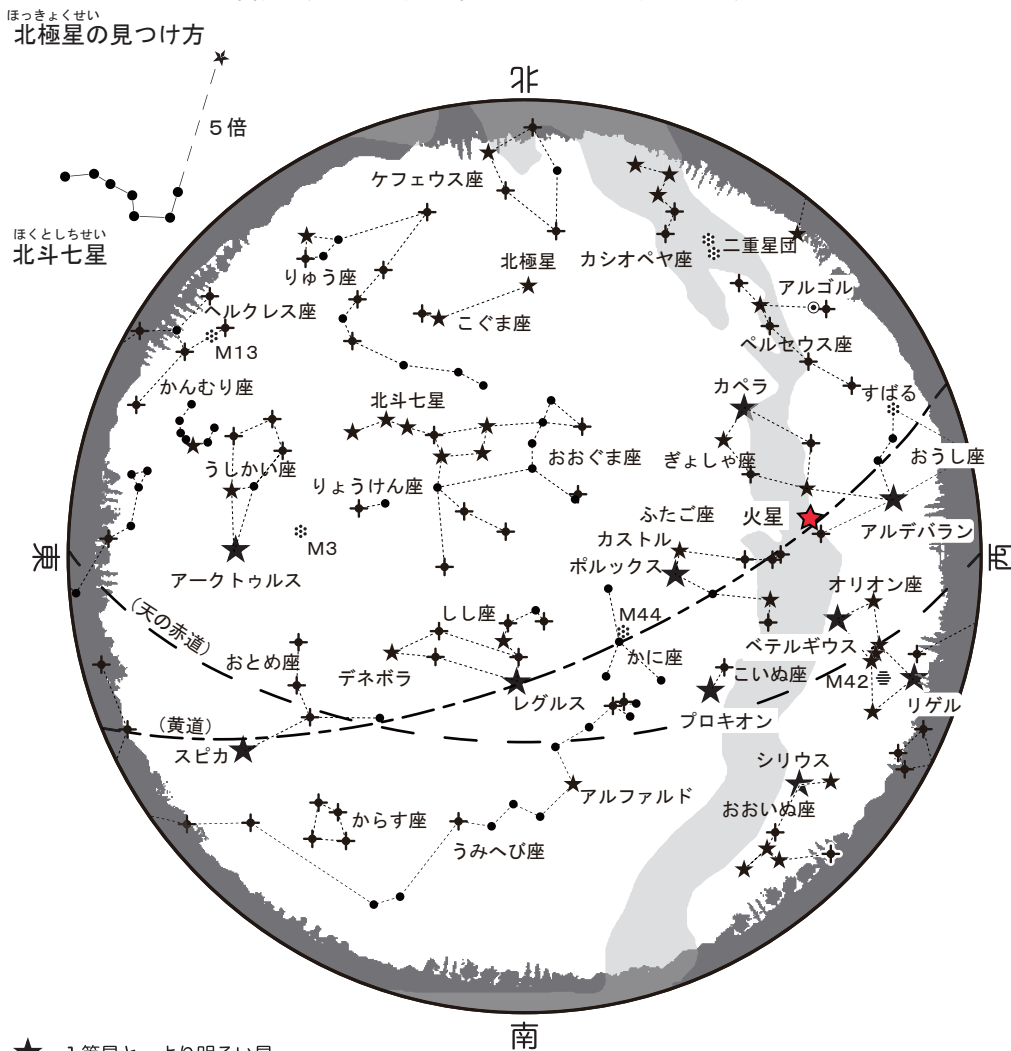 ほっきょくせい
北極星の見つけ方
5倍
ほくとしちせい
北斗七星
北
ケフェウス座
カシオペヤ座
二重星団
りゅう座
北極星
アルゴル
ヘルクレス座
こぐま座
M13
ペルセウス座
かんむり座
カペラ
すばる
北斗七星
うしかい座
おおぐま座
ぎょしゃ座
おうし座
りょうけん座
ふたご座
火星
アルデバラン
M3
カストル
東
西
アークトゥルス
ポルックス
オリオン座
(天の赤道)
しし座
M44
ベテルギウス
おとめ座
デネボラ
かに座
こいぬ座
M42
レグルス
プロキオン
リゲル
(黄道)
スピカ
シリウス
アルファルド
おおいぬ座
からす座
うみへび座
南